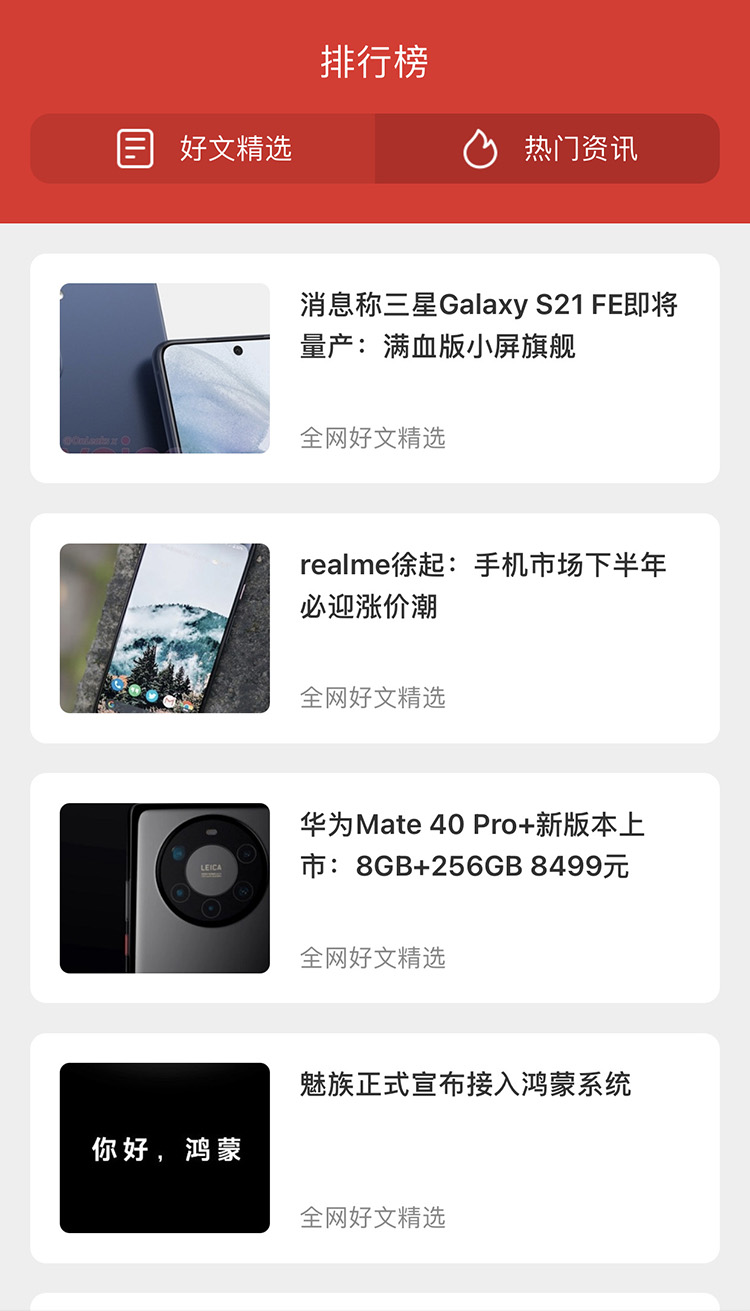 排行榜
好文精选
热门资讯
消息称三星Galaxy S21 FE即将
量产：满血版小屏旗舰
全网好文精选
realme徐起：手机市场下半年
必迎涨价潮
全网好文精选
华为Mate 40 Pro+新版本上
市：8GB+256GB 8499元
LEICA
全网好文精选
魅族正式宣布接入鸿蒙系统
你好，鸿蒙
全网好文精选